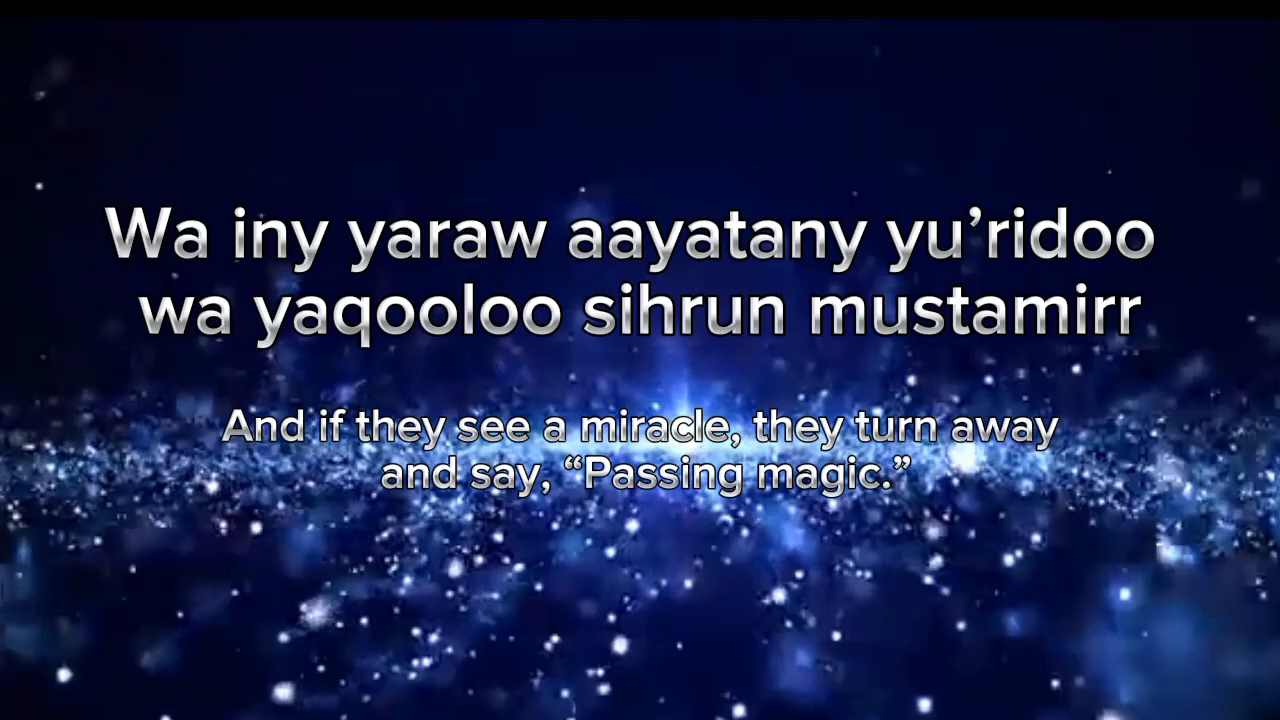 Wa iny yaraw aayatany yu’ridoo
wa yaqooloo sihrun mustamirr
And if they see a miracle, they turn away
and say, “Passing magic.”